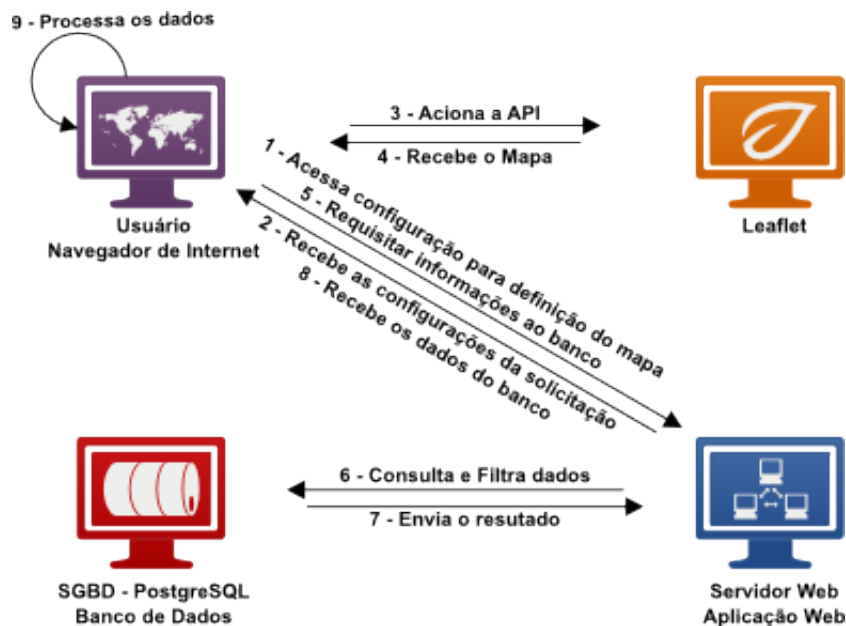 9 - Processa os dados
3 - Aciona a API
4 - Recebe o Mapa
Usuário
Navegador de Internet
Leaflet
1 - Acessa configuração para definição do mapa
5 - Requisitar informações ao banco
2 - Recebe as configurações da solicitação
8 - Recebe os dados do banco
6 - Consulta e Filtra dados
7 - Envia o resutado
SGBD - PostgreSQL
Banco de Dados
Servidor Web
Aplicação Web